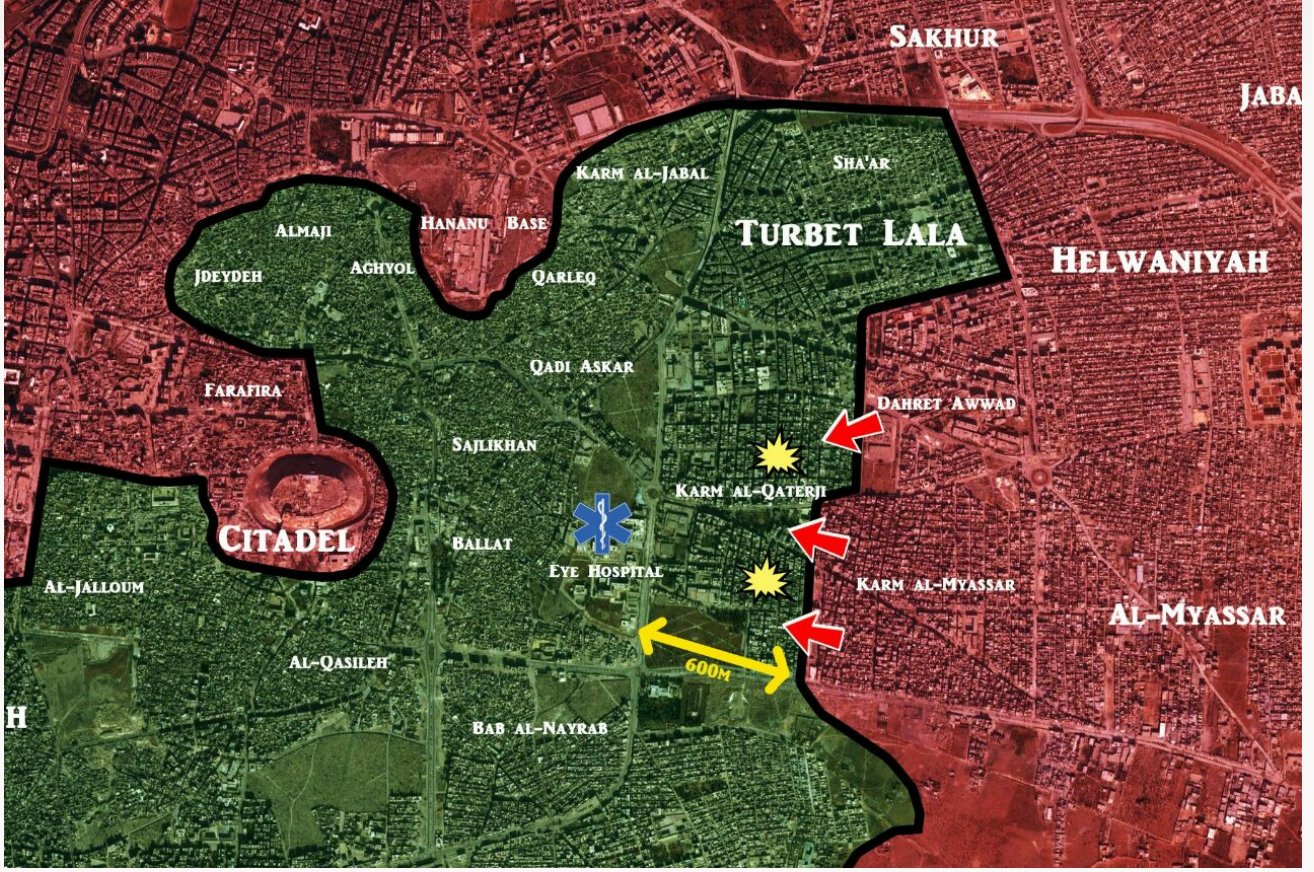 SAKHUR
JABA
KARM AL-JABAL
SHA'AR
HANANU BASE
ALMAJI
TURBET LALA
AGHYOL
JDEYDEH
QARLEQ
HELWANIYAH
QADI ASKAR
FARAFIRA
DAHRET AWWAD
SAJLIKHAN
KARM AL-QATERJI
CITADEL
BALLAT
EYE HOSPITAL
AL-JALLOUM
KARM AL-MYASSAR
AL-MYASSAR
AL-QASILEH
600M
H
BAB AL-NAYRAB